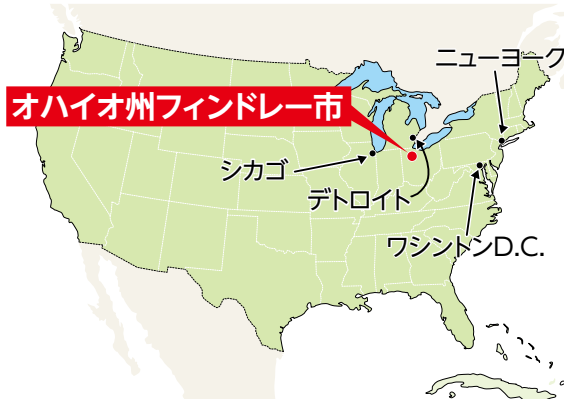 ニューヨーク
オハイオ州フィンドレー市
シカゴ
デトロイト
ワシントンD.C.